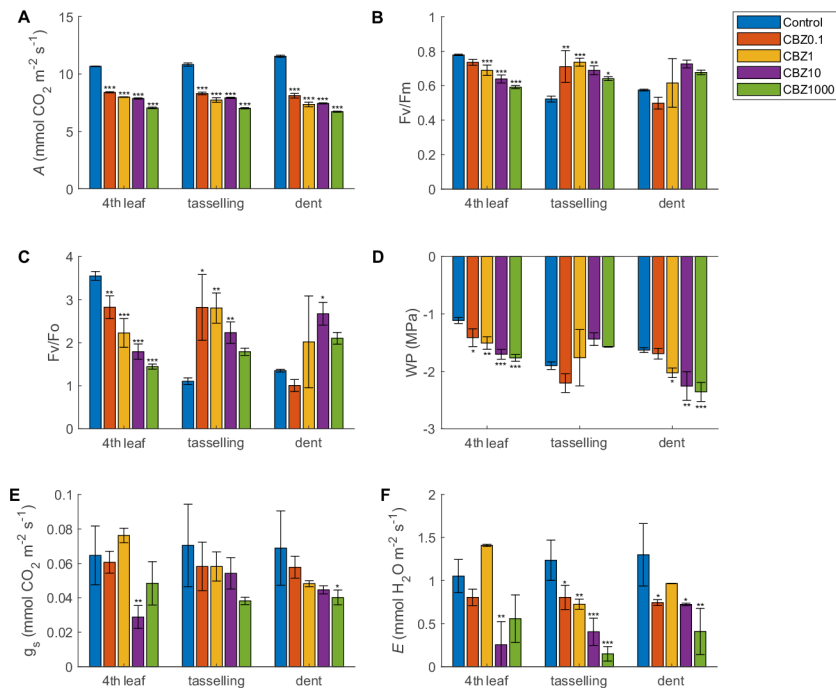 A
A (mmol CO2 m-2 s-1)
15
10
5
0
*** *** *** ***
*** *** *** ***
*** *** *** ***
4th leaf tasselling dent
B
Fv/Fm
1
0.8
0.6
0.4
0.2
0
*** *** ***
** *** ** *
4th leaf tasselling dent
Control
CBZ0.1
CBZ1
CBZ10
CBZ1000
C
Fv/Fo
4
3
2
1
0
** *** *** ***
* ** **
*
4th leaf tasselling dent
D
WP (MPa)
0
-1
-2
-3
* ** *** ***
* ** ***
4th leaf tasselling dent
E
gs (mmol CO2 m-2 s-1)
0.1
0.08
0.06
0.04
0.02
0
**
*
4th leaf tasselling dent
F
E (mmol H2O m-2 s-1)
2
1.5
1
0.5
0
**
* ** *** ***
* * **
4th leaf tasselling dent